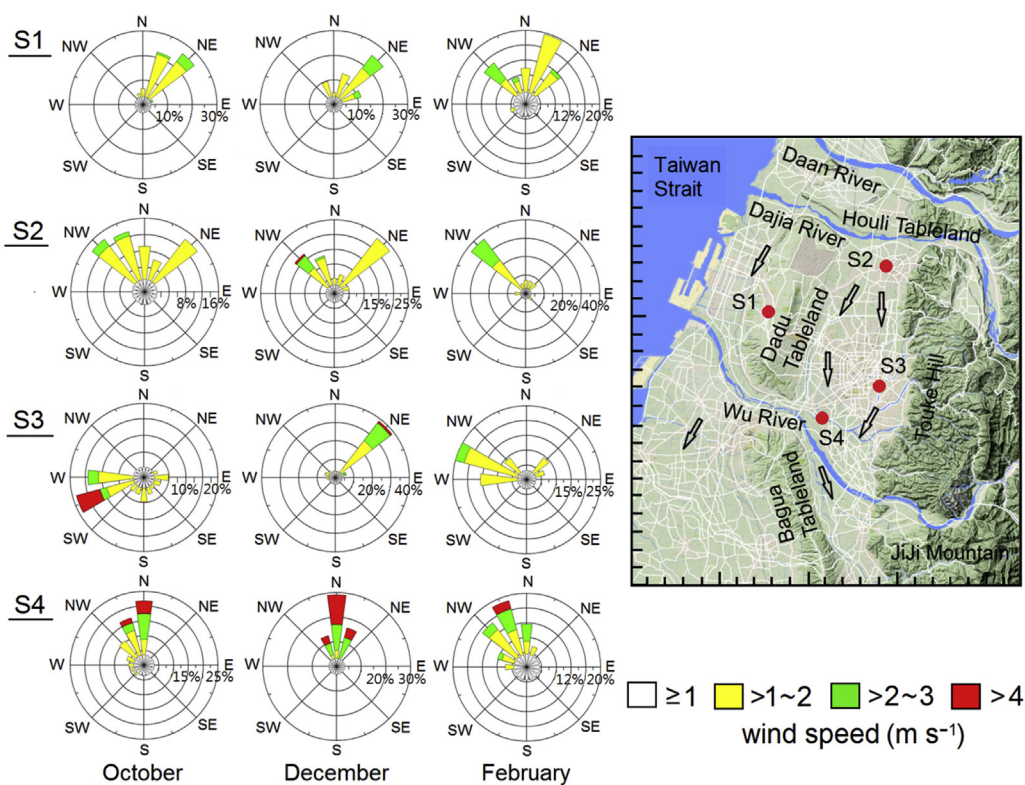 S1
N
NW
NE
W
E
10%
30%
SW
SE
S
N
NW
NE
W
E
10%
30%
SW
SE
S
N
NW
NE
W
E
12%
20%
SW
SE
S
S2
N
NW
NE
W
E
8%
16%
SW
SE
S
N
NW
NE
W
E
15%
25%
SW
SE
S
N
NW
NE
W
E
20%
40%
SW
SE
S
S3
N
NW
NE
W
E
10%
20%
SW
SE
S
N
NW
NE
W
E
20%
40%
SW
SE
S
N
NW
NE
W
E
15%
25%
SW
SE
S
S4
N
NW
NE
W
E
15%
25%
SW
SE
S
N
NW
NE
W
E
20%
30%
SW
SE
S
N
NW
NE
W
E
12%
20%
SW
SE
S
October
December
February
Taiwan
Strait
Daan River
Dajia River
Houli Tableland
S2
S1
Dadu
Tableland
S3
Touke Hill
Wu River
S4
Bagua
Tableland
JiJi Mountain
≥1
>1~2
>2~3
>4
wind speed (m s⁻¹)